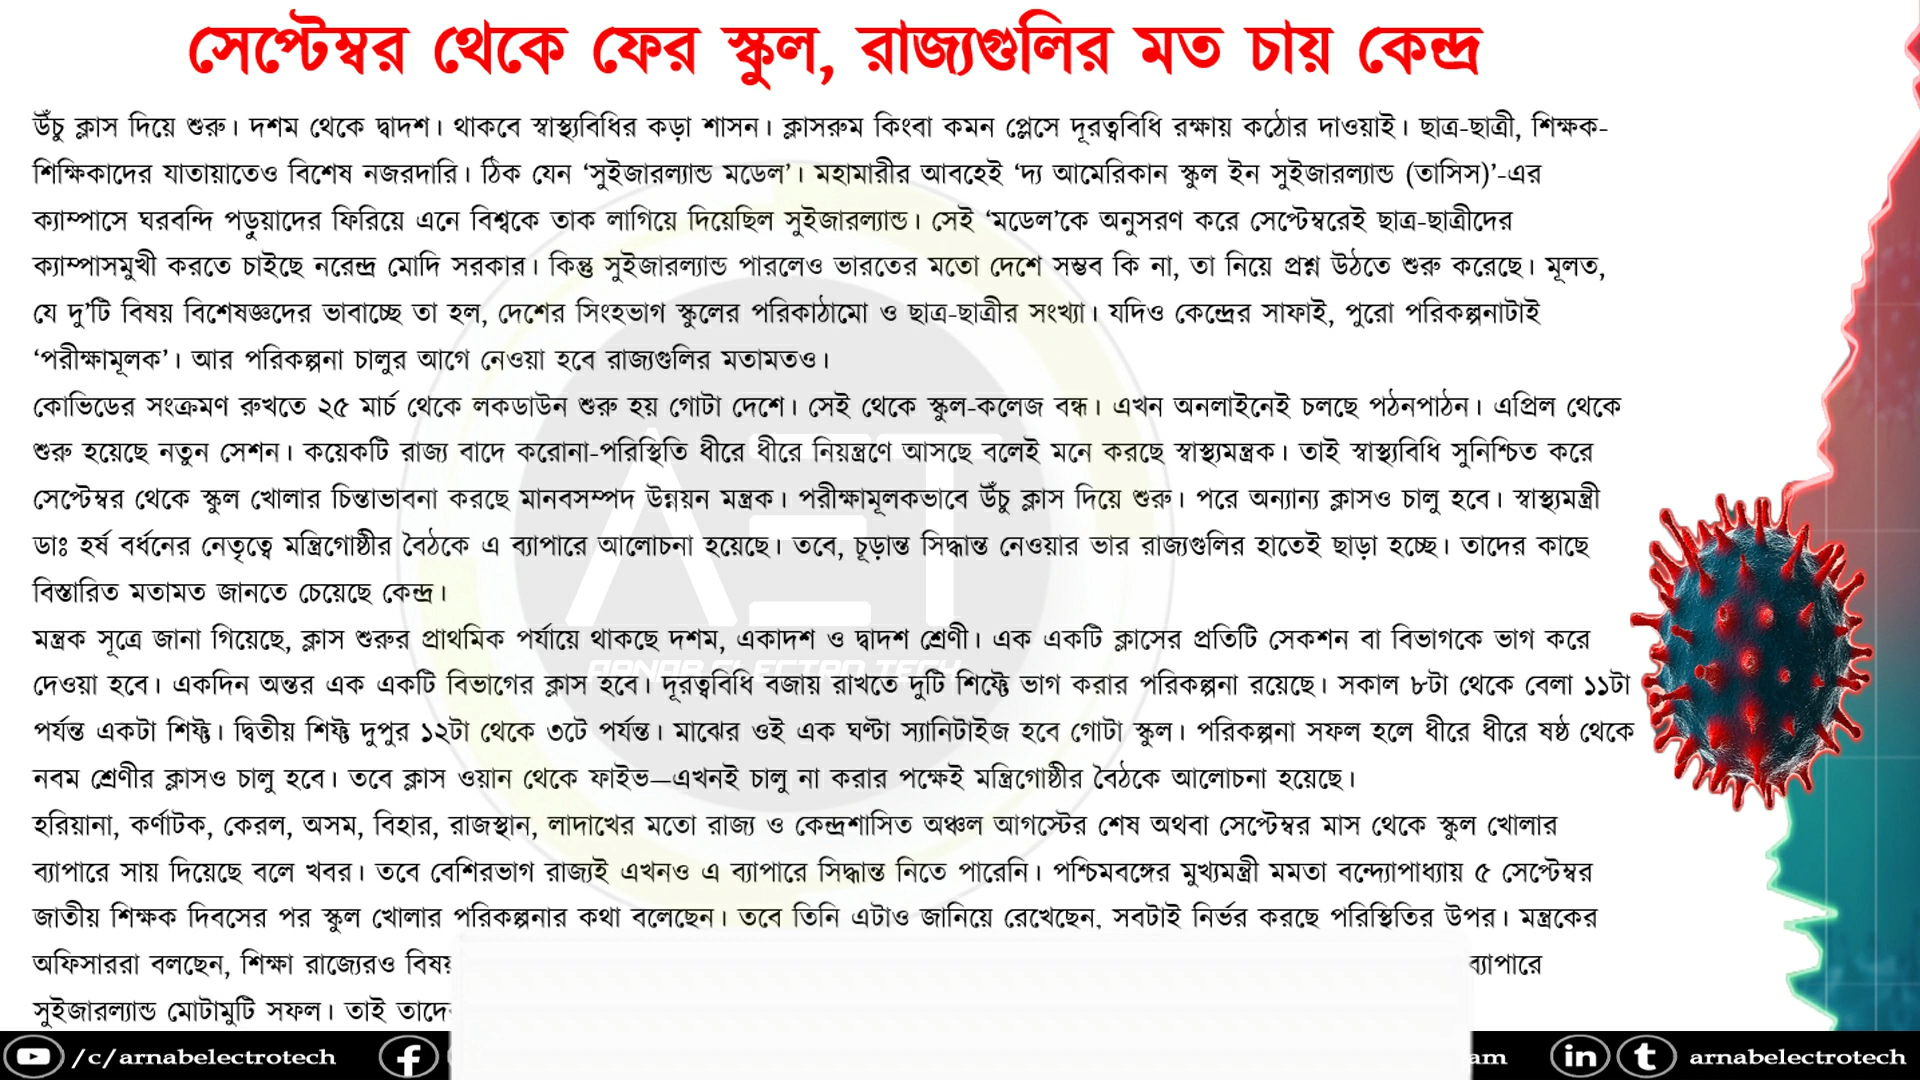 সেপ্টেম্বর থেকে ফের স্কুল, রাজ্যগুলির মত চায় কেন্দ্র
উঁচু ক্লাস দিয়ে শুরু। দশম থেকে দ্বাদশ। থাকবে স্বাস্থ্যবিধির কড়া শাসন। ক্লাসরুম কিংবা কমন প্লেসে দূরত্ববিধি রক্ষায় কঠোর দাওয়াই। ছাত্র-ছাত্রী, শিক্ষক-
শিক্ষিকাদের যাতায়াতেও বিশেষ নজরদারি। ঠিক যেন ‘সুইজারল্যান্ড মডেল’। মহামারীর আবহেই ‘দ্য আমেরিকান স্কুল ইন সুইজারল্যান্ড (তাসিস)’-এর
ক্যাম্পাসে ঘরবন্দি পড়ুয়াদের ফিরিয়ে এনে বিশ্বকে তাক লাগিয়ে দিয়েছিল সুইজারল্যান্ড। সেই ‘মডেল’কে অনুসরণ করে সেপ্টেম্বরেই ছাত্র-ছাত্রীদের
ক্যাম্পাসমুখী করতে চাইছে নরেন্দ্র মোদি সরকার। কিন্তু সুইজারল্যান্ড পারলেও ভারতের মতো দেশে সম্ভব কি না, তা নিয়ে প্রশ্ন উঠতে শুরু করেছে। মূলত,
যে দু’টি বিষয় বিশেষজ্ঞদের ভাবাচ্ছে তা হল, দেশের সিংহভাগ স্কুলের পরিকাঠামো ও ছাত্র-ছাত্রীর সংখ্যা। যদিও কেন্দ্রের সাফাই, পুরো পরিকল্পনাটাই
‘পরীক্ষামূলক’। আর পরিকল্পনা চালুর আগে নেওয়া হবে রাজ্যগুলির মতামতও।
কোভিডের সংক্রমণ রুখতে ২৫ মার্চ থেকে লকডাউন শুরু হয় গোটা দেশে। সেই থেকে স্কুল-কলেজ বন্ধ। এখন অনলাইনেই চলছে পঠনপাঠন। এপ্রিল থেকে
শুরু হয়েছে নতুন সেশন। কয়েকটি রাজ্য বাদে করোনা-পরিস্থিতি ধীরে ধীরে নিয়ন্ত্রণে আসছে বলেই মনে করছে স্বাস্থ্যমন্ত্রক। তাই স্বাস্থ্যবিধি সুনিশ্চিত করে
সেপ্টেম্বর থেকে স্কুল খোলার চিন্তাভাবনা করছে মানবসম্পদ উন্নয়ন মন্ত্রক। পরীক্ষামূলকভাবে উঁচু ক্লাস দিয়ে শুরু। পরে অন্যান্য ক্লাসও চালু হবে। স্বাস্থ্যমন্ত্রী
ডাঃ হর্ষ বর্ধনের নেতৃত্বে মন্ত্রিগোষ্ঠীর বৈঠকে এ ব্যাপারে আলোচনা হয়েছে। তবে, চূড়ান্ত সিদ্ধান্ত নেওয়ার ভার রাজ্যগুলির হাতেই ছাড়া হচ্ছে। তাদের কাছে
বিস্তারিত মতামত জানতে চেয়েছে কেন্দ্র।
মন্ত্রক সূত্রে জানা গিয়েছে, ক্লাস শুরুর প্রাথমিক পর্যায়ে থাকছে দশম, একাদশ ও দ্বাদশ শ্রেণী। এক একটি ক্লাসের প্রতিটি সেকশন বা বিভাগকে ভাগ করে
দেওয়া হবে। একদিন অন্তর এক একটি বিভাগের ক্লাস হবে। দূরত্ববিধি বজায় রাখতে দুটি শিফ্টে ভাগ করার পরিকল্পনা রয়েছে। সকাল ৮টা থেকে বেলা ১১টা
পর্যন্ত একটা শিফ্ট। দ্বিতীয় শিফ্ট দুপুর ১২টা থেকে ৩টে পর্যন্ত। মাঝের ওই এক ঘণ্টা স্যানিটাইজ হবে গোটা স্কুল। পরিকল্পনা সফল হলে ধীরে ধীরে ষষ্ঠ থেকে
নবম শ্রেণীর ক্লাসও চালু হবে। তবে ক্লাস ওয়ান থেকে ফাইভ—এখনই চালু না করার পক্ষেই মন্ত্রিগোষ্ঠীর বৈঠকে আলোচনা হয়েছে।
হরিয়ানা, কর্ণাটক, কেরল, অসম, বিহার, রাজস্থান, লাদাখের মতো রাজ্য ও কেন্দ্রশাসিত অঞ্চল আগস্টের শেষ অথবা সেপ্টেম্বর মাস থেকে স্কুল খোলার
ব্যাপারে সায় দিয়েছে বলে খবর। তবে বেশিরভাগ রাজ্যই এখনও এ ব্যাপারে সিদ্ধান্ত নিতে পারেনি। পশ্চিমবঙ্গের মুখ্যমন্ত্রী মমতা বন্দ্যোপাধ্যায় ৫ সেপ্টেম্বর
জাতীয় শিক্ষক দিবসের পর স্কুল খোলার পরিকল্পনার কথা বলেছেন। তবে তিনি এটাও জানিয়ে রেখেছেন, সবটাই নির্ভর করছে পরিস্থিতির উপর। মন্ত্রকের
অফিসাররা বলছেন, শিক্ষা রাজ্যেরও ব্যাপারে
সুইজারল্যান্ড মোটামুটি সফল। তাই
AET
ARNAB ELECTRO TECH
/c/arnabelectrotech
arnabelectrotech